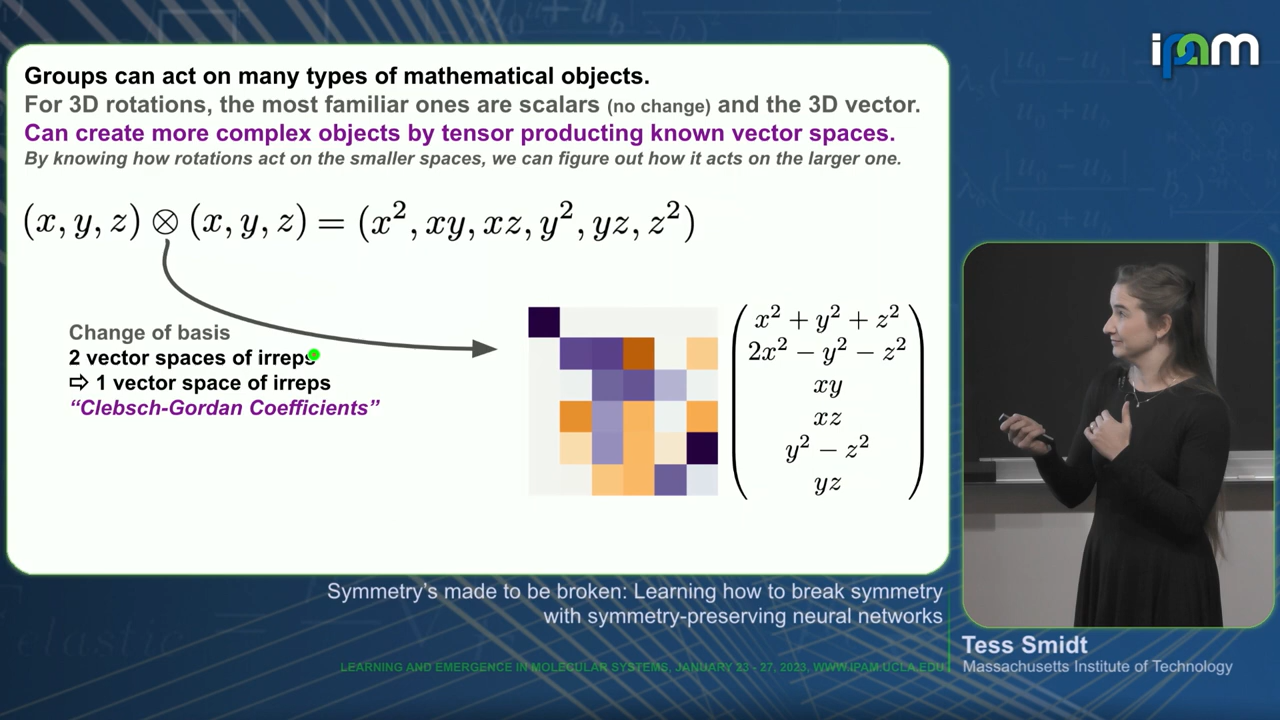 ipam
Groups can act on many types of mathematical objects.
For 3D rotations, the most familiar ones are scalars (no change) and the 3D vector.
Can create more complex objects by tensor producting known vector spaces.
By knowing how rotations act on the smaller spaces, we can figure out how it acts on the larger one.
(x, y, z) ⊗ (x, y, z) = (x², xy, xz, y², yz, z²)
Change of basis
2 vector spaces of irreps
⇨ 1 vector space of irreps
“Clebsch-Gordan Coefficients”
x² + y² + z²
2x² − y² − z²
xy
xz
y² − z²
yz
Symmetry’s made to be broken: Learning how to break symmetry
with symmetry-preserving neural networks
Tess Smidt
Massachusetts Institute of Technology
LEARNING AND EMERGENCE IN MOLECULAR SYSTEMS, JANUARY 23 - 27, 2023, WWW.IPAM.UCLA.EDU